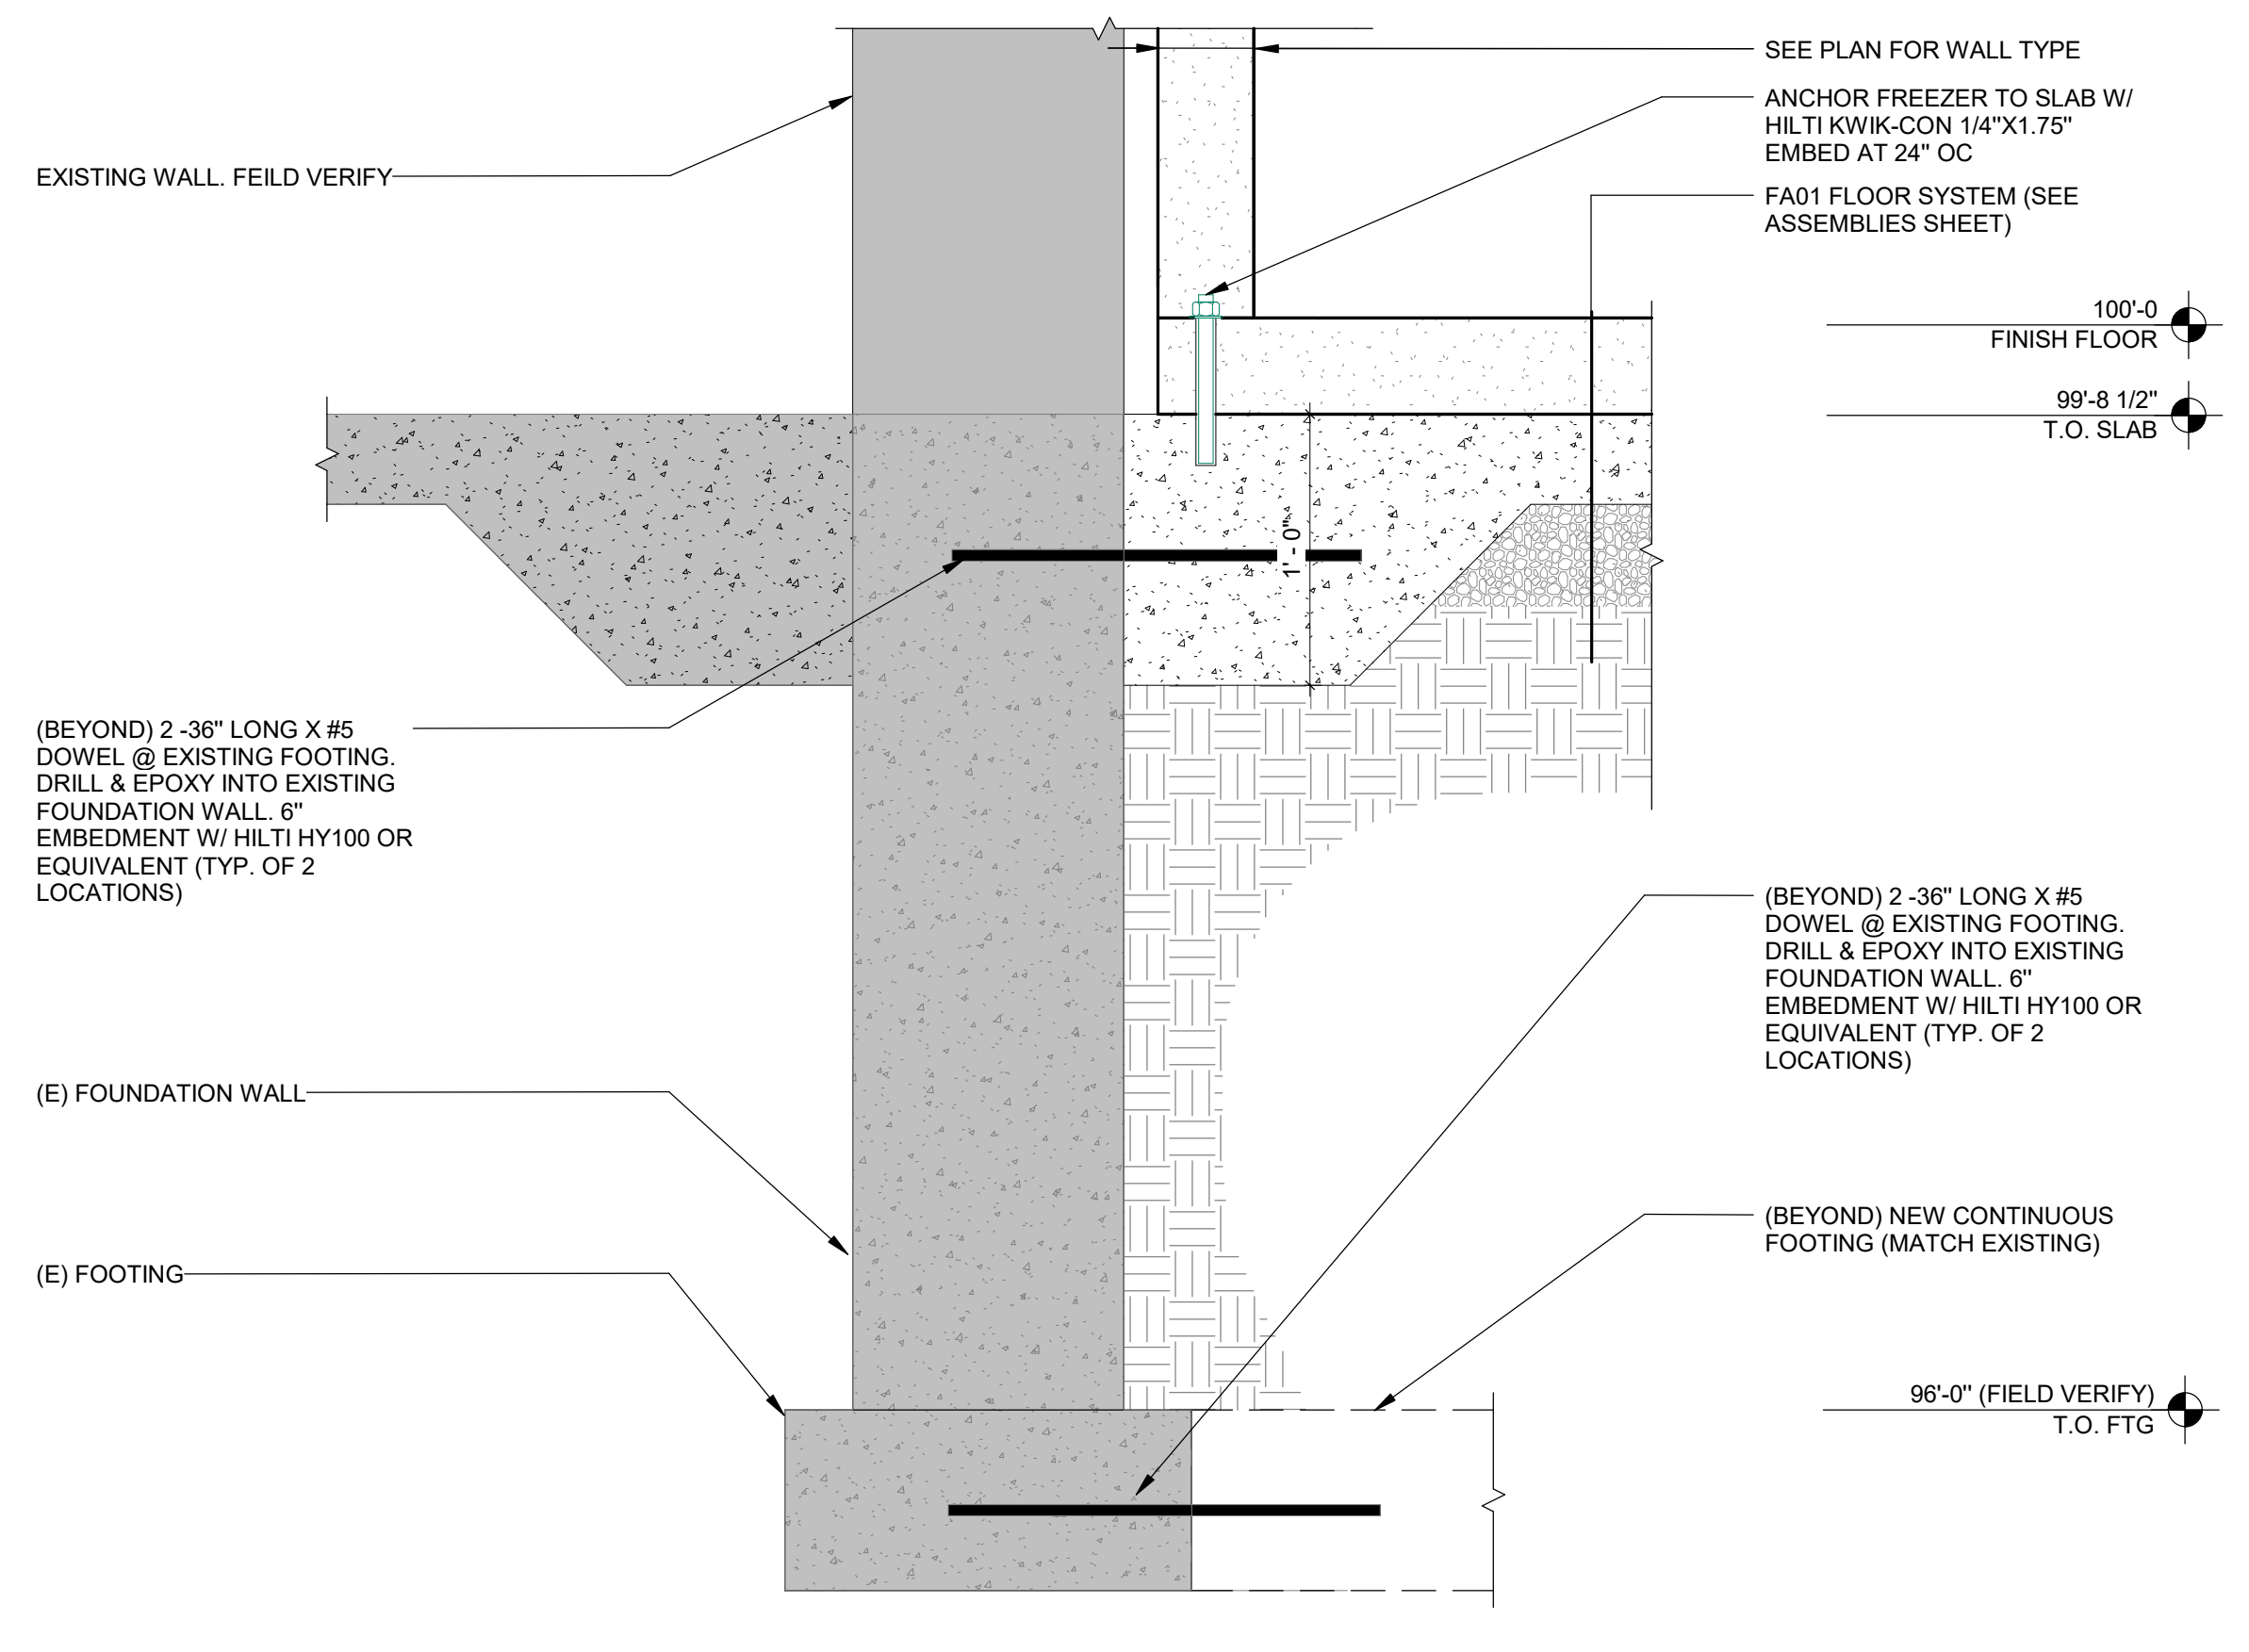 SEE PLAN FOR WALL TYPE
ANCHOR FREEZER TO SLAB W/
HILTI KWIK-CON 1/4"X1.75"
EMBED AT 24" OC
EXISTING WALL. FEILD VERIFY
FA01 FLOOR SYSTEM (SEE
ASSEMBLIES SHEET)
100'-0
FINISH FLOOR
99'-8 1/2"
T.O. SLAB
1' - 0"
(BEYOND) 2 -36" LONG X #5
DOWEL @ EXISTING FOOTING.
DRILL & EPOXY INTO EXISTING
FOUNDATION WALL. 6"
EMBEDMENT W/ HILTI HY100 OR
EQUIVALENT (TYP. OF 2
LOCATIONS)
(BEYOND) 2 -36" LONG X #5
DOWEL @ EXISTING FOOTING.
DRILL & EPOXY INTO EXISTING
FOUNDATION WALL. 6"
EMBEDMENT W/ HILTI HY100 OR
EQUIVALENT (TYP. OF 2
LOCATIONS)
(E) FOUNDATION WALL
(BEYOND) NEW CONTINUOUS
FOOTING (MATCH EXISTING)
(E) FOOTING
96'-0" (FIELD VERIFY)
T.O. FTG